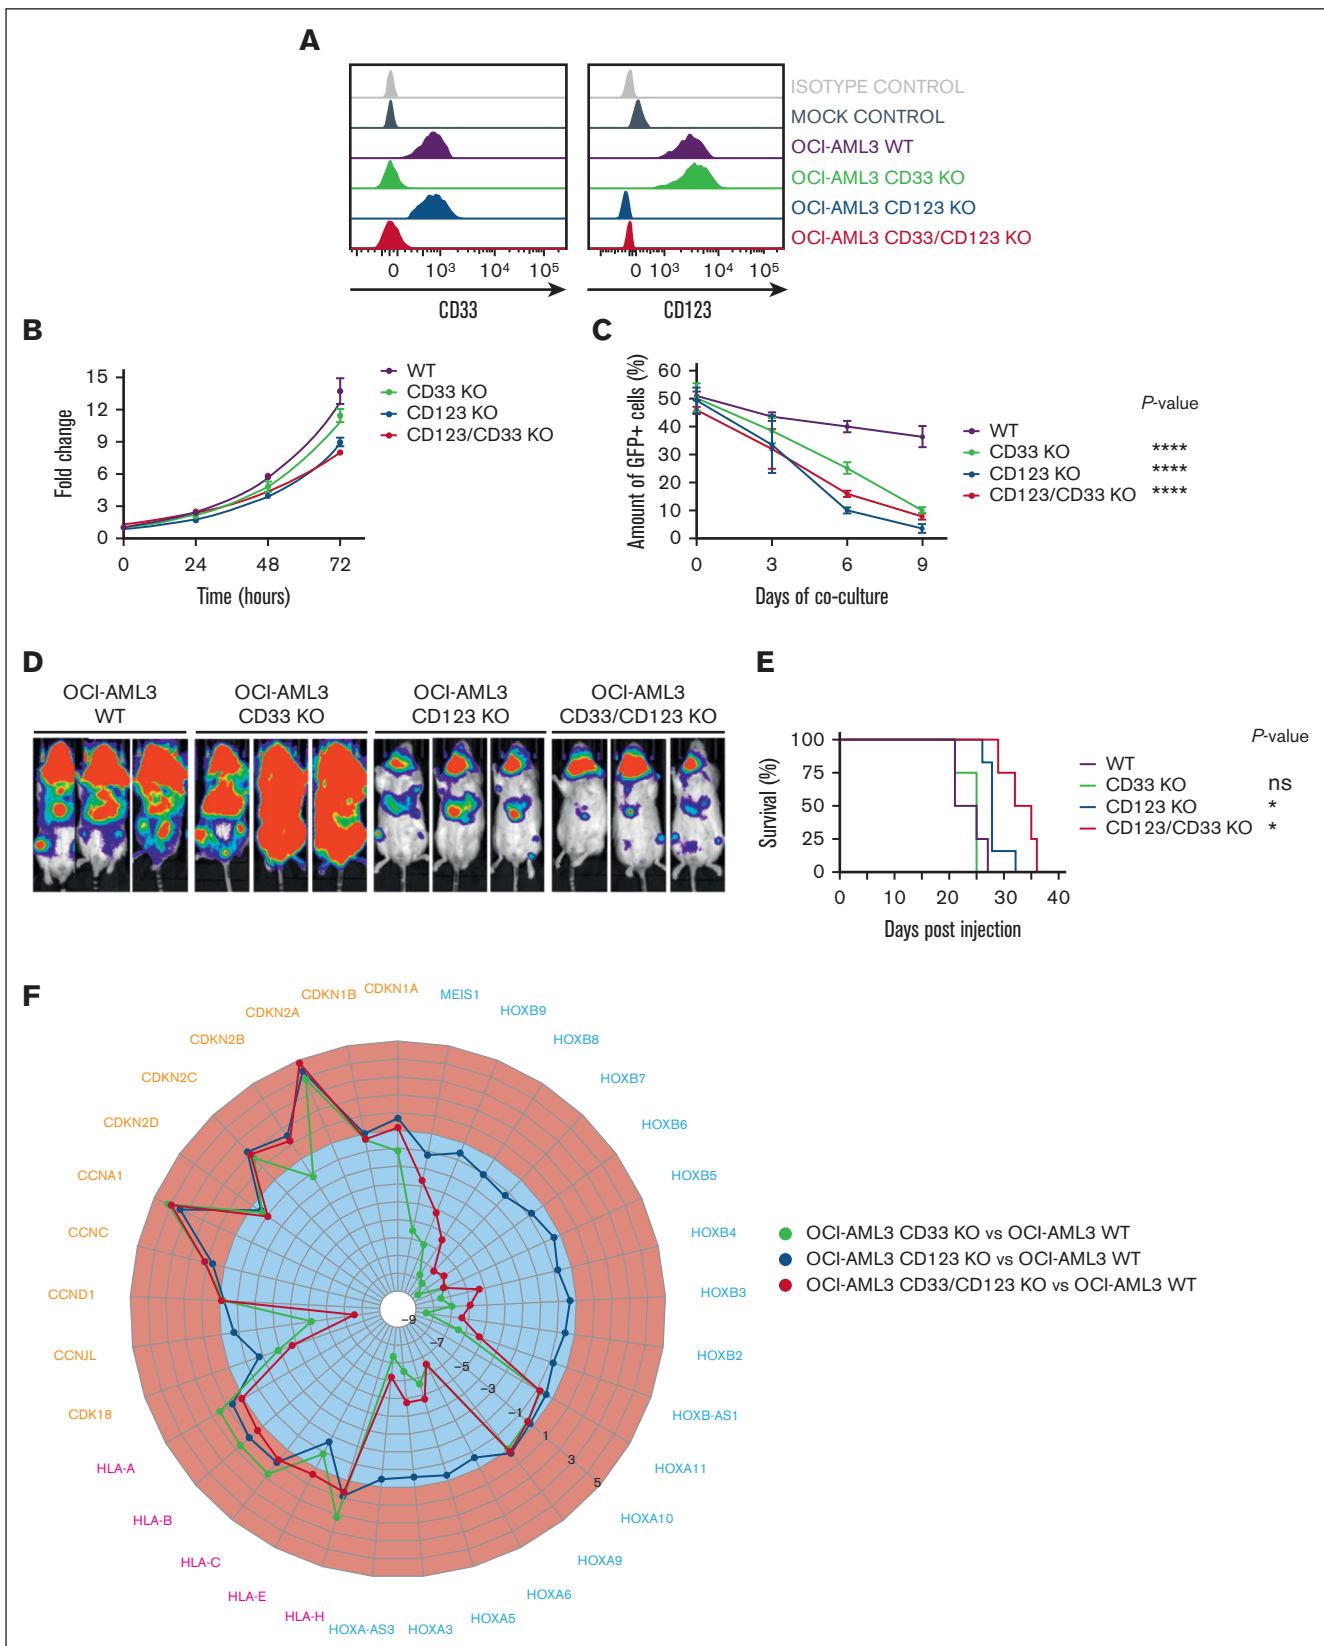 A
ISOTYPE CONTROL
MOCK CONTROL
OCI-AML3 WT
OCI-AML3 CD33 KO
OCI-AML3 CD123 KO
OCI-AML3 CD33/CD123 KO
0 10³ 10⁴ 10⁵
0 10³ 10⁴ 10⁵
CD33
CD123
B
15
12
9
6
3
0
Fold change
0 24 48 72
Time (hours)
WT
CD33 KO
CD123 KO
CD123/CD33 KO
C
60
50
40
30
20
10
0
Amount of GFP+ cells (%)
0 3 6 9
Days of co-culture
P-value
WT
CD33 KO ****
CD123 KO ****
CD123/CD33 KO ****
D
OCI-AML3
WT
OCI-AML3
CD33 KO
OCI-AML3
CD123 KO
OCI-AML3
CD33/CD123 KO
E
100
75
50
25
0
Survival (%)
0 10 20 30 40
Days post injection
P-value
WT
CD33 KO ns
CD123 KO *
CD123/CD33 KO *
F
CDKN1A
MEIS1
HOXB9
HOXB8
HOXB7
HOXB6
HOXB5
HOXB4
HOXB3
HOXB2
HOXB-AS1
HOXA11
HOXA10
HOXA9
HOXA6
HOXA5
HOXA3
HOXA-AS3
HLA-H
HLA-E
HLA-C
HLA-B
HLA-A
CDK18
CCNJL
CCND1
CCNC
CCNA1
CDKN2D
CDKN2C
CDKN2B
CDKN2A
CDKN1B
−9
−7
−5
−3
−1
1
3
5
OCI-AML3 CD33 KO vs OCI-AML3 WT
OCI-AML3 CD123 KO vs OCI-AML3 WT
OCI-AML3 CD33/CD123 KO vs OCI-AML3 WT